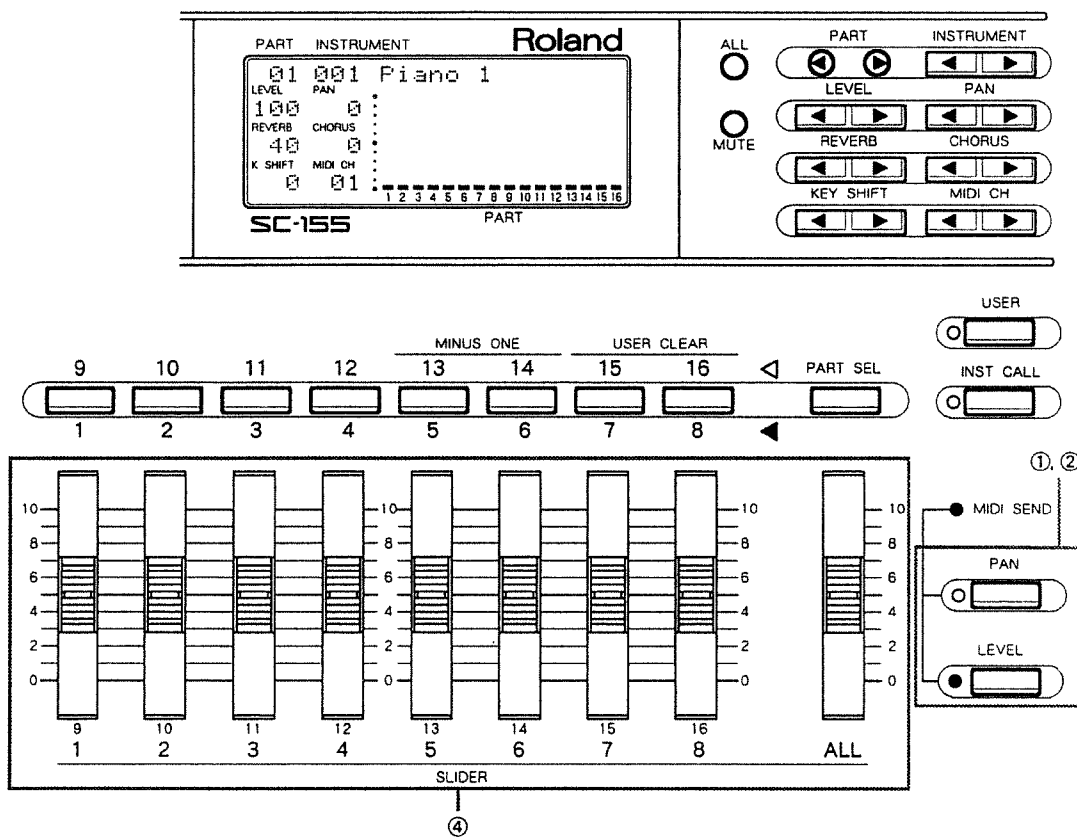 PART INSTRUMENT Roland
01 001 Piano 1
LEVEL PAN
100 0
REVERB CHORUS
40 0
K SHIFT MIDI CH
0 01
1 2 3 4 5 6 7 8 9 10 11 12 13 14 15 16
SC-155 PART
ALL PART INSTRUMENT
LEVEL PAN
MUTE REVERB CHORUS
KEY SHIFT MIDI CH
USER
MINUS ONE USER CLEAR
9 10 11 12 13 14 15 16 PART SEL INST CALL
1 2 3 4 5 6 7 8
①, ②
10 10 10 10
MIDI SEND
8 8 8 8
PAN
6 6 6 6
4 4 4 4
2 2 2 2
LEVEL
0 0 0 0
9 10 11 12 13 14 15 16
1 2 3 4 5 6 7 8 ALL
SLIDER
④